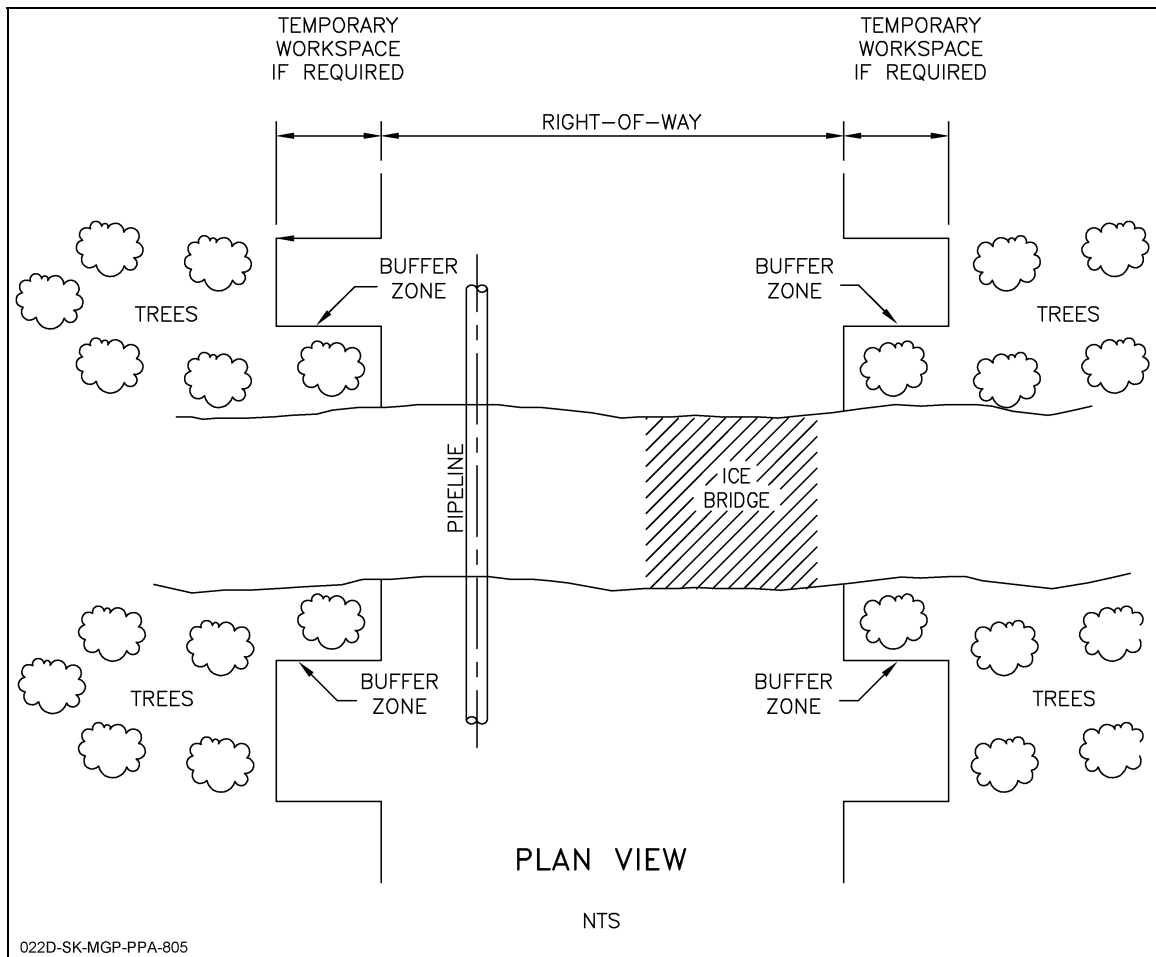 TEMPORARY
WORKSPACE
IF REQUIRED
TEMPORARY
WORKSPACE
IF REQUIRED
RIGHT-OF-WAY
BUFFER
ZONE
BUFFER
ZONE
TREES
TREES
PIPELINE
ICE
BRIDGE
BUFFER
ZONE
BUFFER
ZONE
TREES
TREES
PLAN VIEW
NTS
022D-SK-MGP-PPA-805